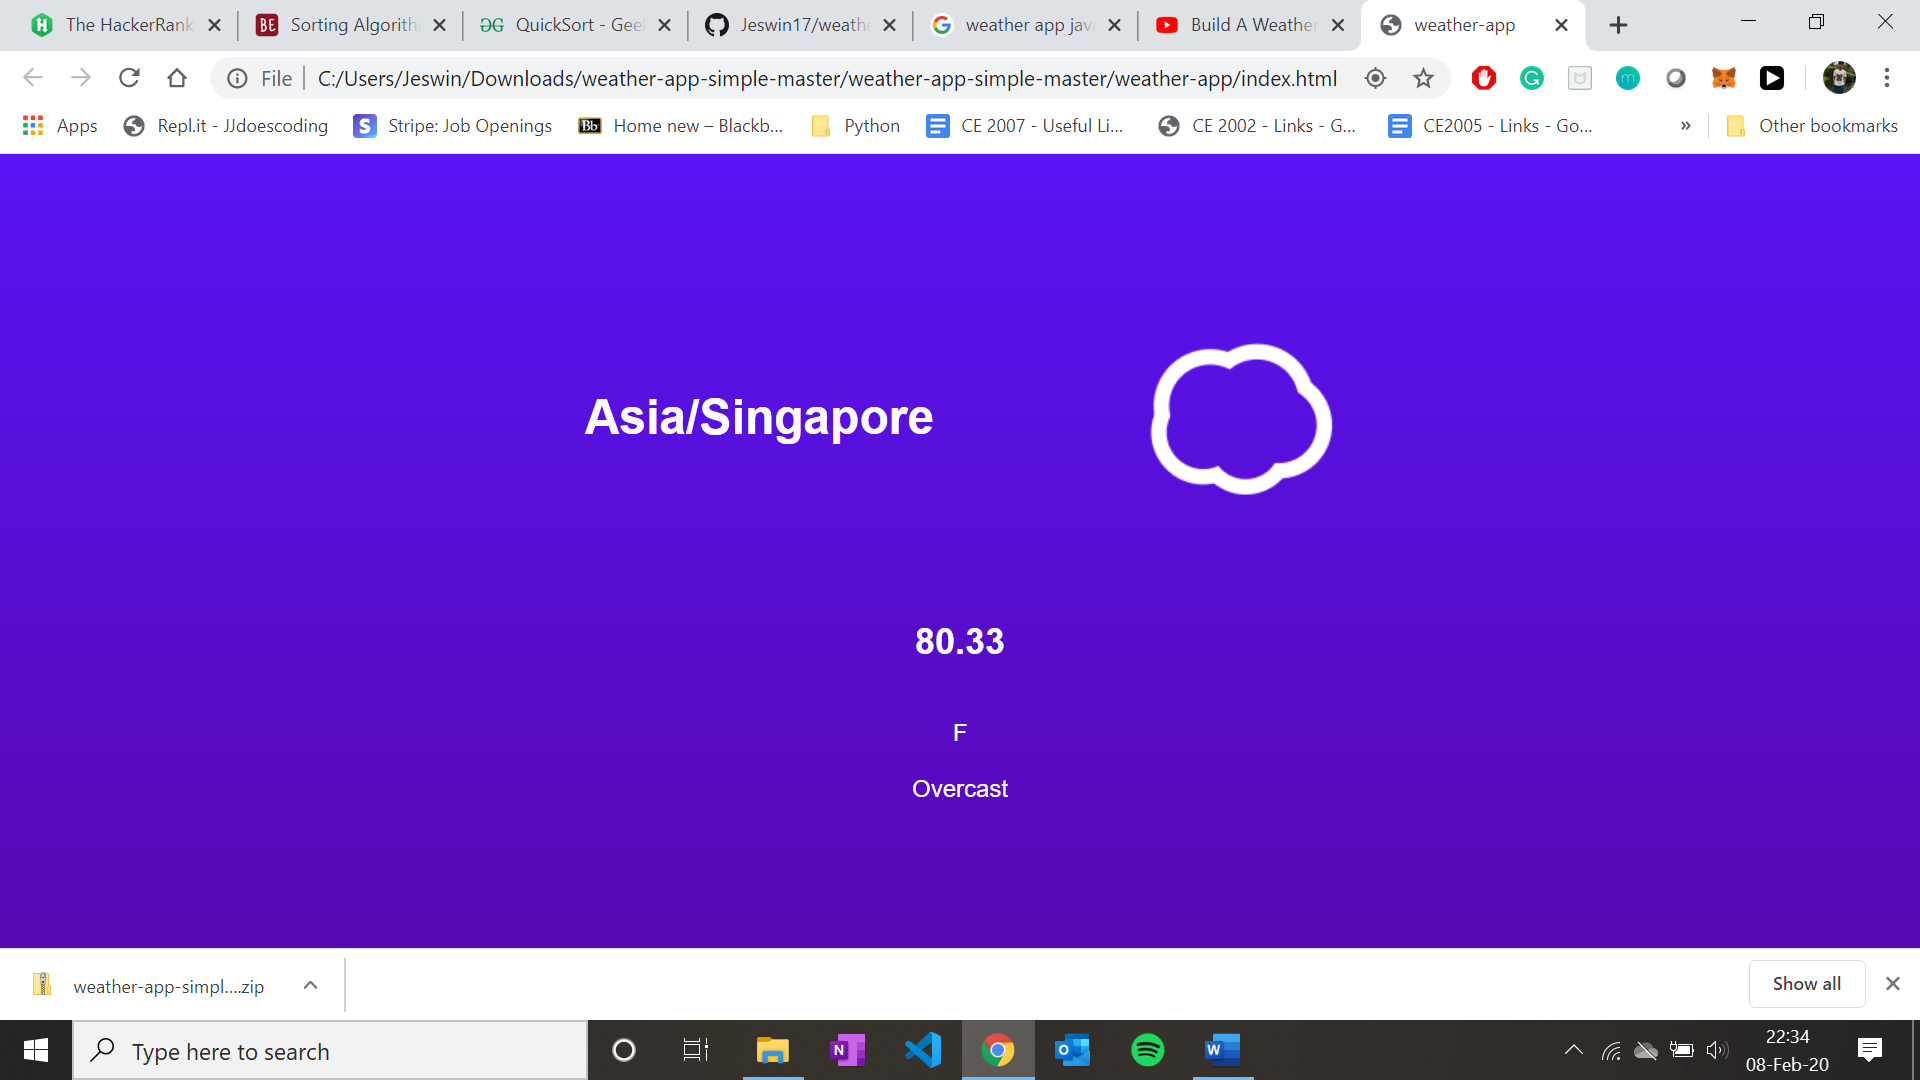 The HackerRank
Sorting Algorith
QuickSort - Gee
Jeswin17/weathe
weather app jav
Build A Weather
weather-app
File
C:/Users/Jeswin/Downloads/weather-app-simple-master/weather-app-simple-master/weather-app/index.html
Apps
Repl.it - JJdoescoding
Stripe: Job Openings
Home new – Blackb...
Python
CE 2007 - Useful Li...
CE 2002 - Links - G...
CE2005 - Links - Go...
»
Other bookmarks
Asia/Singapore
80.33
F
Overcast
weather-app-simpl....zip
Show all
Type here to search
22:34
08-Feb-20